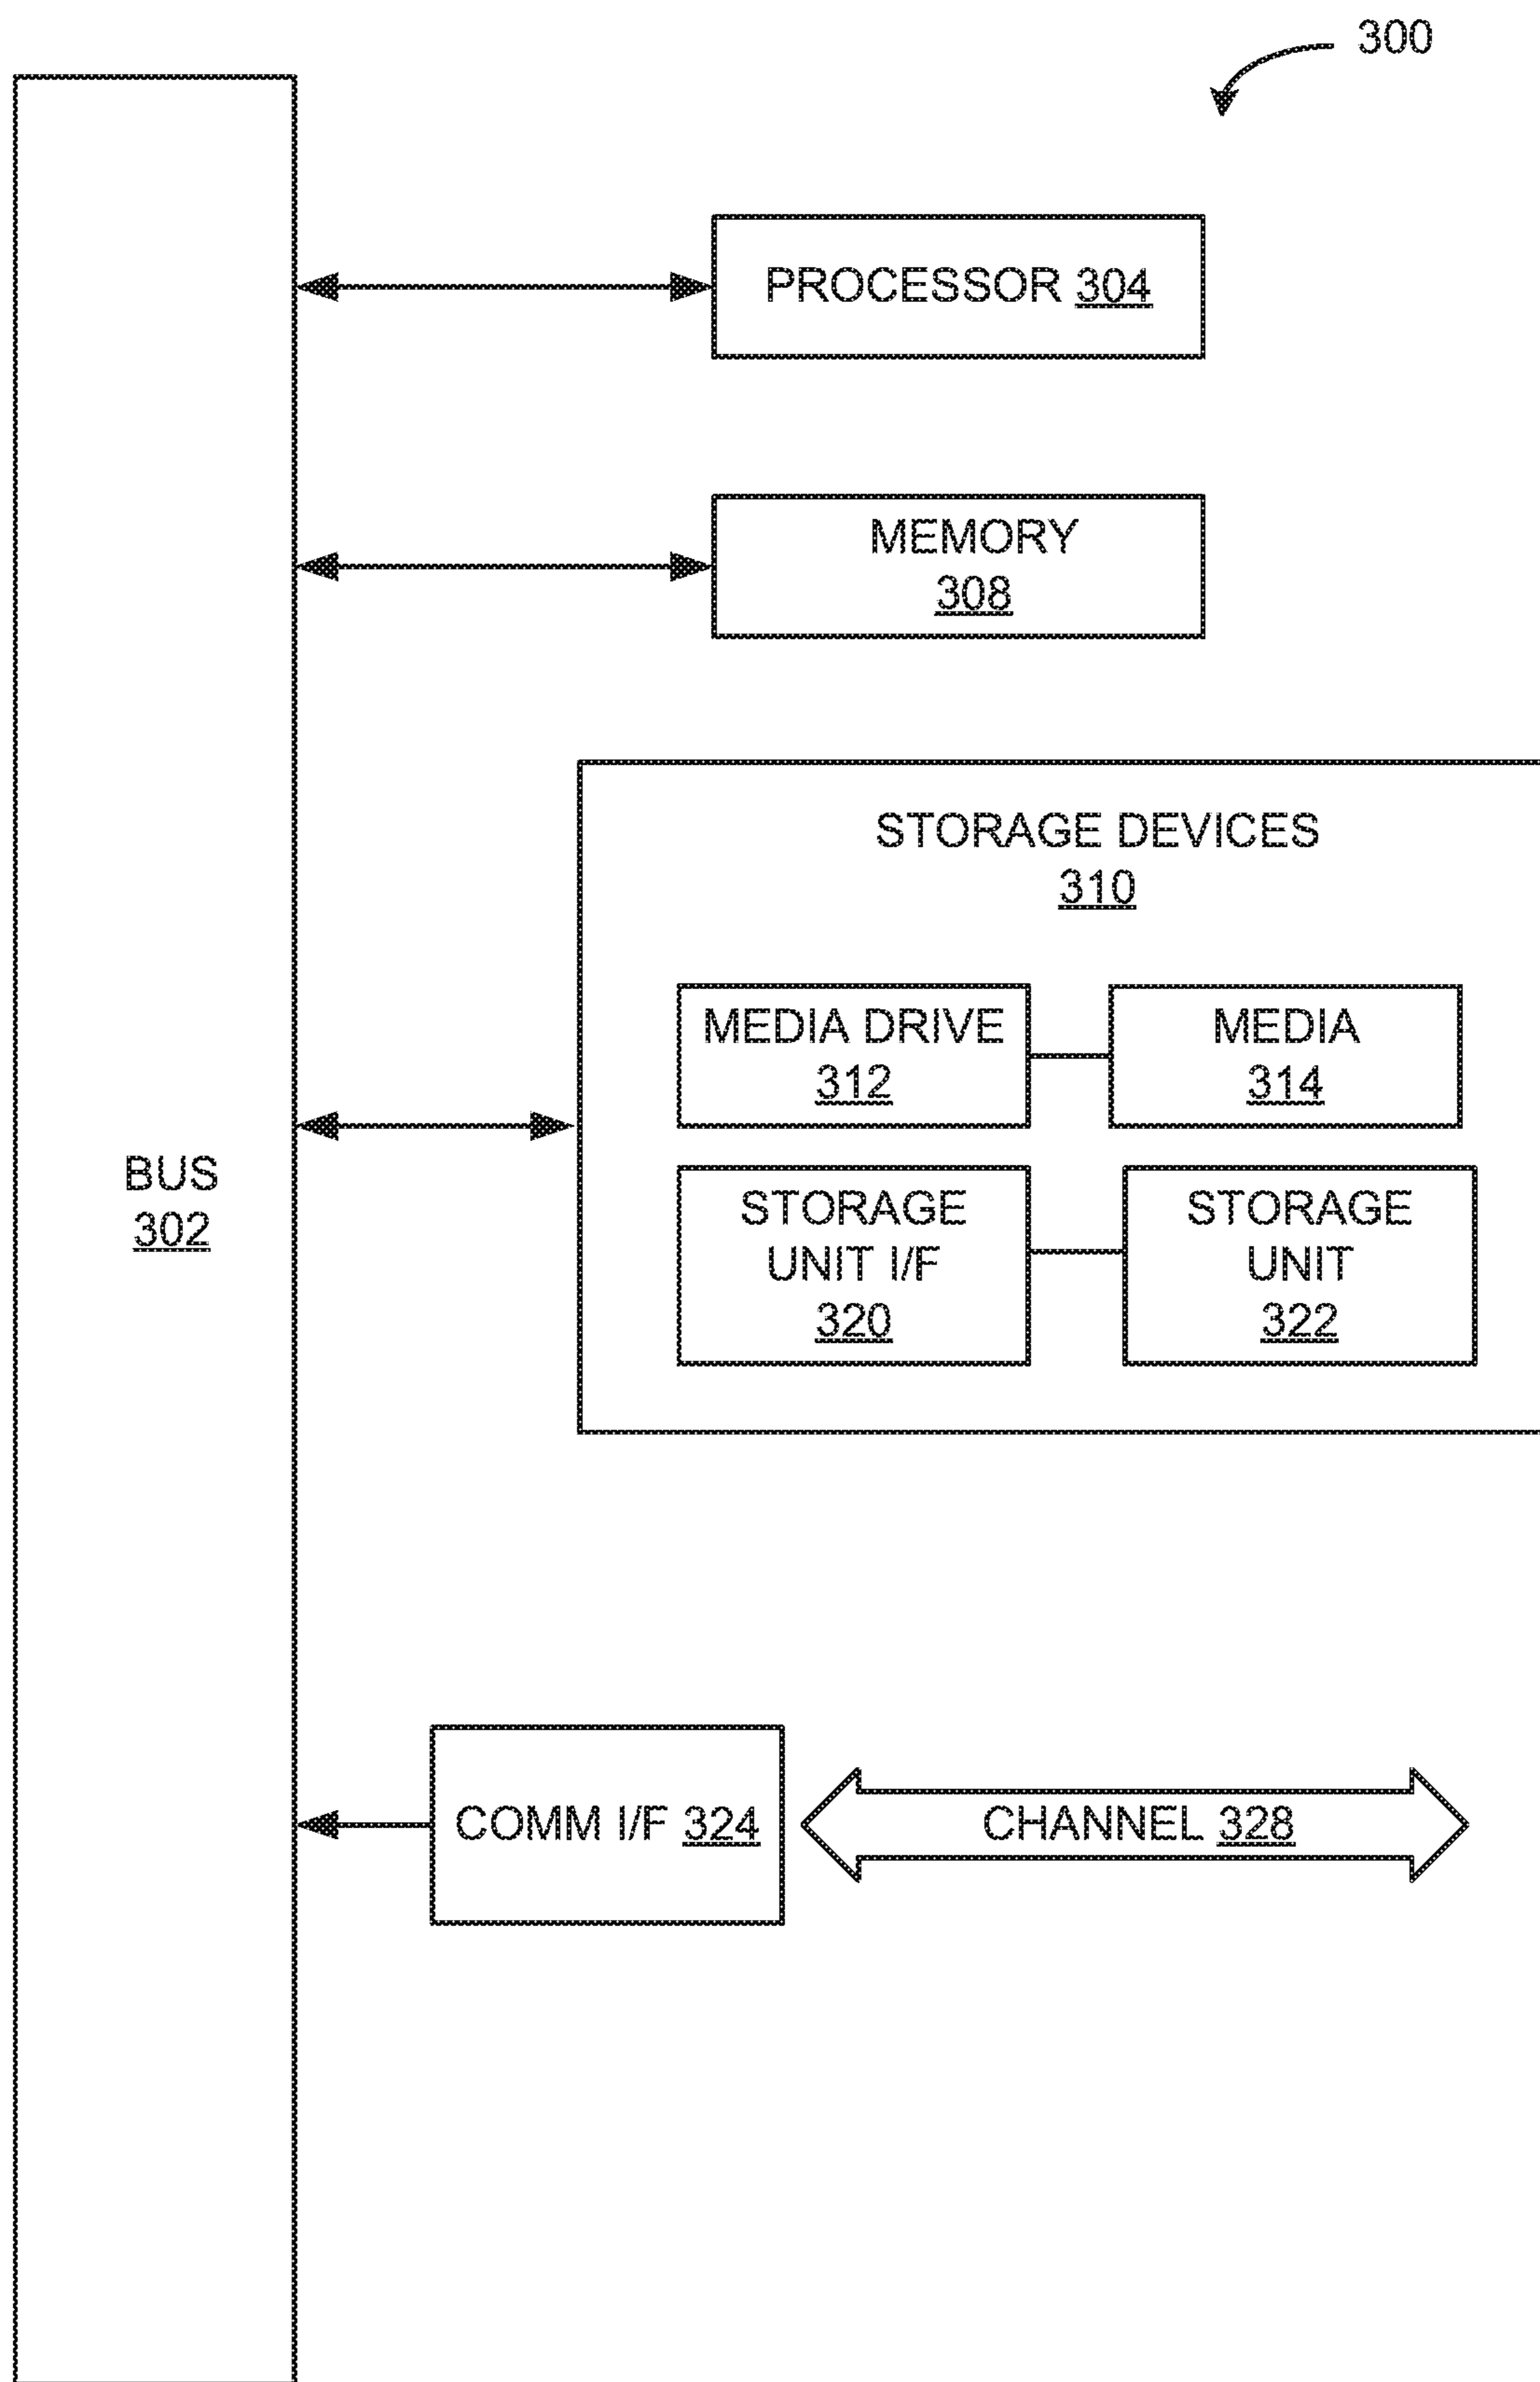 300
PROCESSOR 304
MEMORY
308
STORAGE DEVICES
310
MEDIA DRIVE
312
MEDIA
314
BUS
302
STORAGE
UNIT I/F
320
STORAGE
UNIT
322
COMM I/F 324
CHANNEL 328